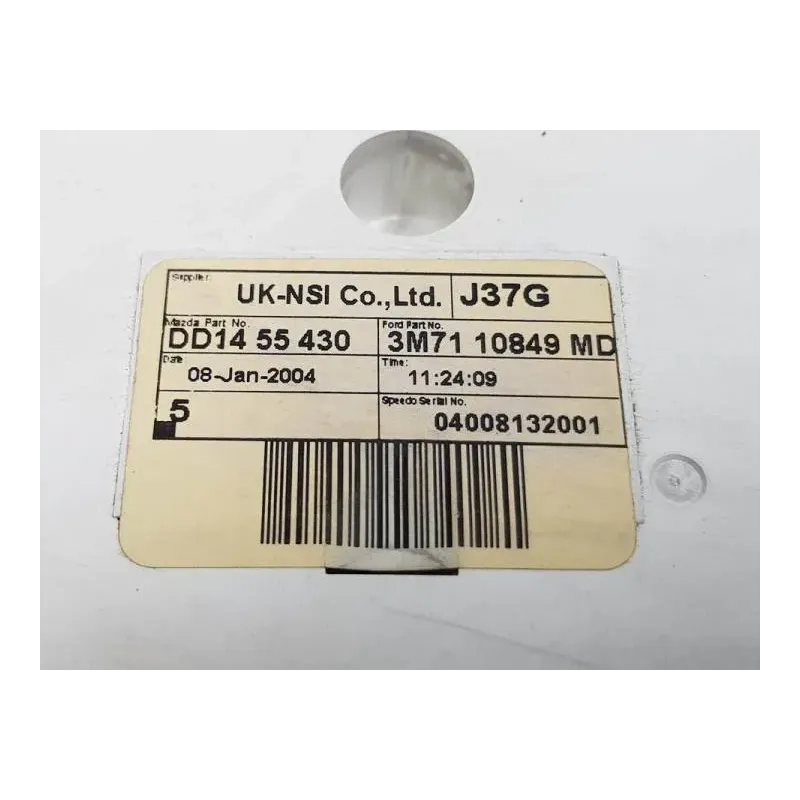 Supplier:
UK-NSI Co.,Ltd. J37G
Mazda Part No. Ford Part No.
DD14 55 430 3M71 10849 MD
Date Time:
08-Jan-2004 11:24:09
5 Speedo Serial No.
04008132001